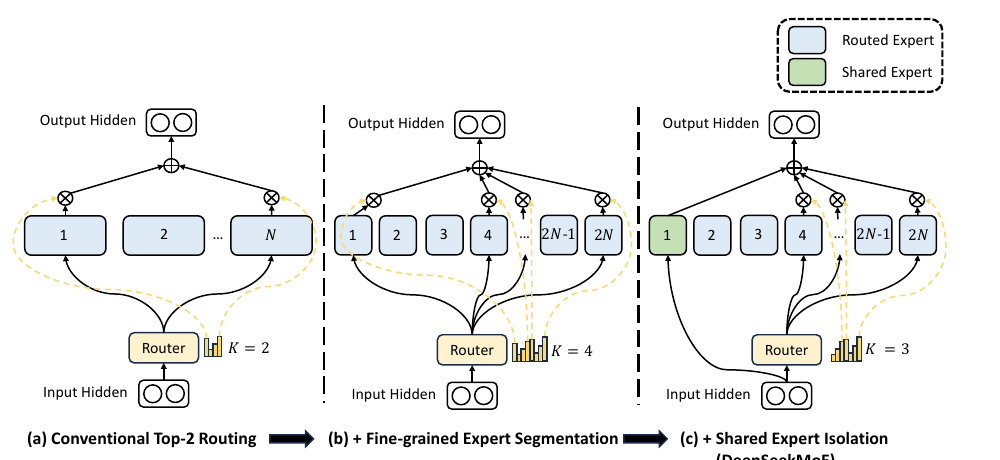 Routed Expert
Shared Expert
Output Hidden
Output Hidden
Output Hidden
1
2
...
N
1
2
3
4
...
2N-1
2N
1
2
3
4
...
2N-1
2N
Router
K = 2
Router
K = 4
Router
K = 3
Input Hidden
Input Hidden
Input Hidden
(a) Conventional Top-2 Routing
(b) + Fine-grained Expert Segmentation
(c) + Shared Expert Isolation
(DeepSeekMoE)